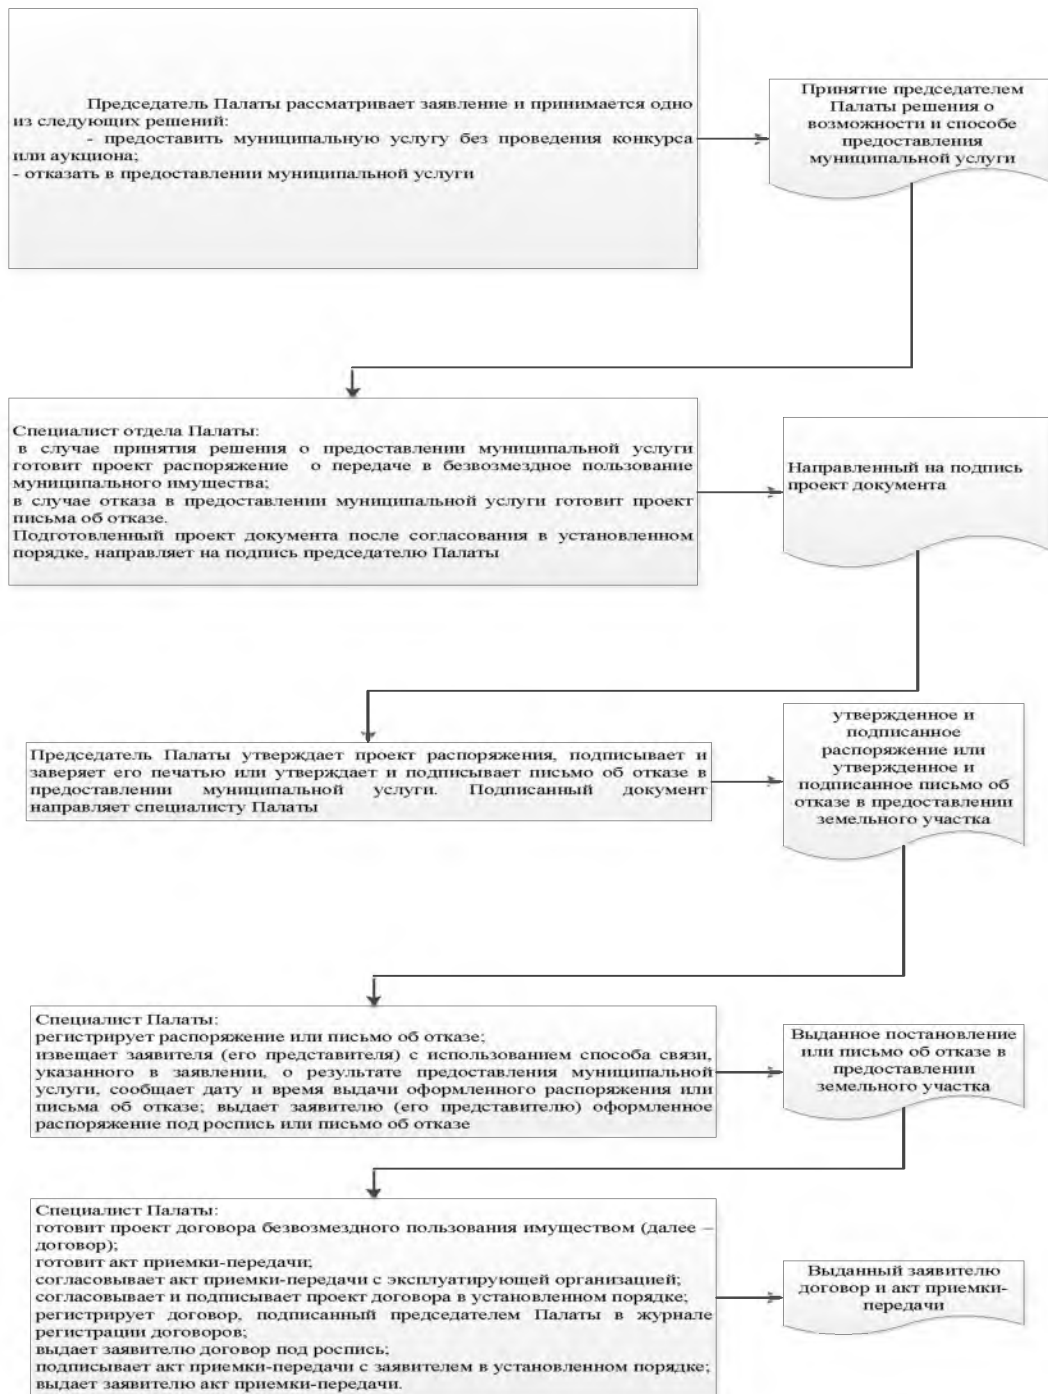 Председатель Палаты рассматривает заявление и принимается одно
из следующих решений:
- предоставить муниципальную услугу без проведения конкурса
или аукциона;
- отказать в предоставлении муниципальной услуги
Принятие председателем
Палаты решения о
возможности и способе
предоставления
муниципальной услуги
Специалист отдела Палаты:
в случае принятия решения о предоставлении муниципальной услуги
готовит проект распоряжение о передаче в безвозмездное пользование
муниципального имущества;
в случае отказа в предоставлении муниципальной услуги готовит проект
письма об отказе.
Подготовленный проект документа после согласования в установленном
порядке, направляет на подпись председателю Палаты
Направленный на подпись
проект документа
Председатель Палаты утверждает проект распоряжения, подписывает и
заверяет его печатью или утверждает и подписывает письмо об отказе в
предоставлении муниципальной услуги. Подписанный документ
направляет специалисту Палаты
утвержденное и
подписанное
распоряжение или
утвержденное и
подписанное письмо об
отказе в предоставлении
земельного участка
Специалист Палаты:
регистрирует распоряжение или письмо об отказе;
извещает заявителя (его представителя) с использованием способа связи,
указанного в заявлении, о результате предоставления муниципальной
услуги, сообщает дату и время выдачи оформленного распоряжения или
письма об отказе; выдает заявителю (его представителю) оформленное
распоряжение под роспись или письмо об отказе
Выданное постановление
или письмо об отказе в
предоставлении
земельного участка
Специалист Палаты:
готовит проект договора безвозмездного пользования имуществом (далее –
договор);
готовит акт приемки-передачи;
согласовывает акт приемки-передачи с эксплуатирующей организацией;
согласовывает и подписывает проект договора в установленном порядке;
регистрирует договор, подписанный председателем Палаты в журнале
регистрации договоров;
выдает заявителю договор под роспись;
подписывает акт приемки-передачи с заявителем в установленном порядке;
выдает заявителю акт приемки-передачи.
Выданный заявителю
договор и акт приемки-
передачи